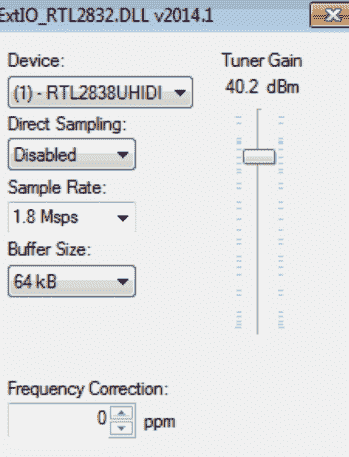 ExtIO_RTL2832.DLL v2014.1
Device:
(1) - RTL2838UHIDI
Direct Sampling:
Disabled
Sample Rate:
1.8 Msps
Buffer Size:
64 kB
Tuner Gain
40.2 dBm
Frequency Correction:
0 ppm